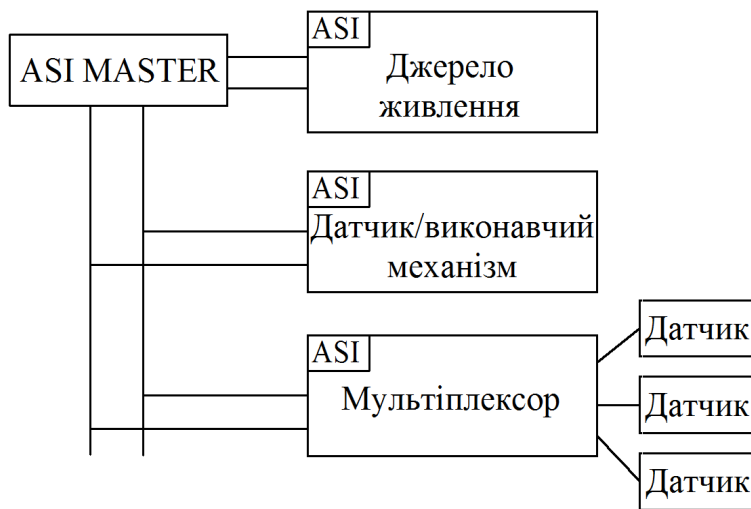 ASI MASTER
ASI
Джерело
живлення
ASI
Датчик/виконавчий
механізм
ASI
Мультіплексор
Датчик
Датчик
Датчик